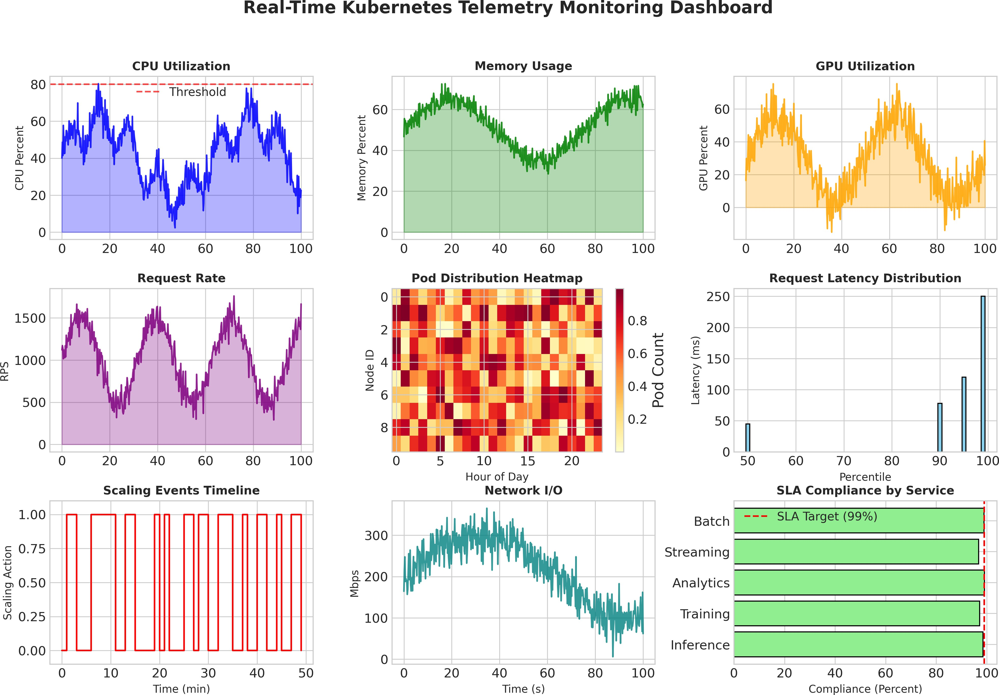 Real-Time Kubernetes Telemetry Monitoring Dashboard
CPU Utilization
CPU Percent
80
60
40
20
0
Threshold
0 20 40 60 80 100
Memory Usage
Memory Percent
60
40
20
0
0 20 40 60 80 100
GPU Utilization
GPU Percent
60
40
20
0
0 20 40 60 80 100
Request Rate
RPS
1500
1000
500
0
0 20 40 60 80 100
Pod Distribution Heatmap
Node ID
0
2
4
6
8
0 5 10 15 20
Hour of Day
0.8
0.6
0.4
0.2
Pod Count
Request Latency Distribution
Latency (ms)
250
200
150
100
50
0
50 60 70 80 90 100
Percentile
Scaling Events Timeline
Scaling Action
1.00
0.75
0.50
0.25
0.00
0 10 20 30 40 50
Time (min)
Network I/O
Mbps
300
200
100
0
0 20 40 60 80 100
Time (s)
SLA Compliance by Service
SLA Target (99%)
Batch
Streaming
Analytics
Training
Inference
0 20 40 60 80 100
Compliance (Percent)